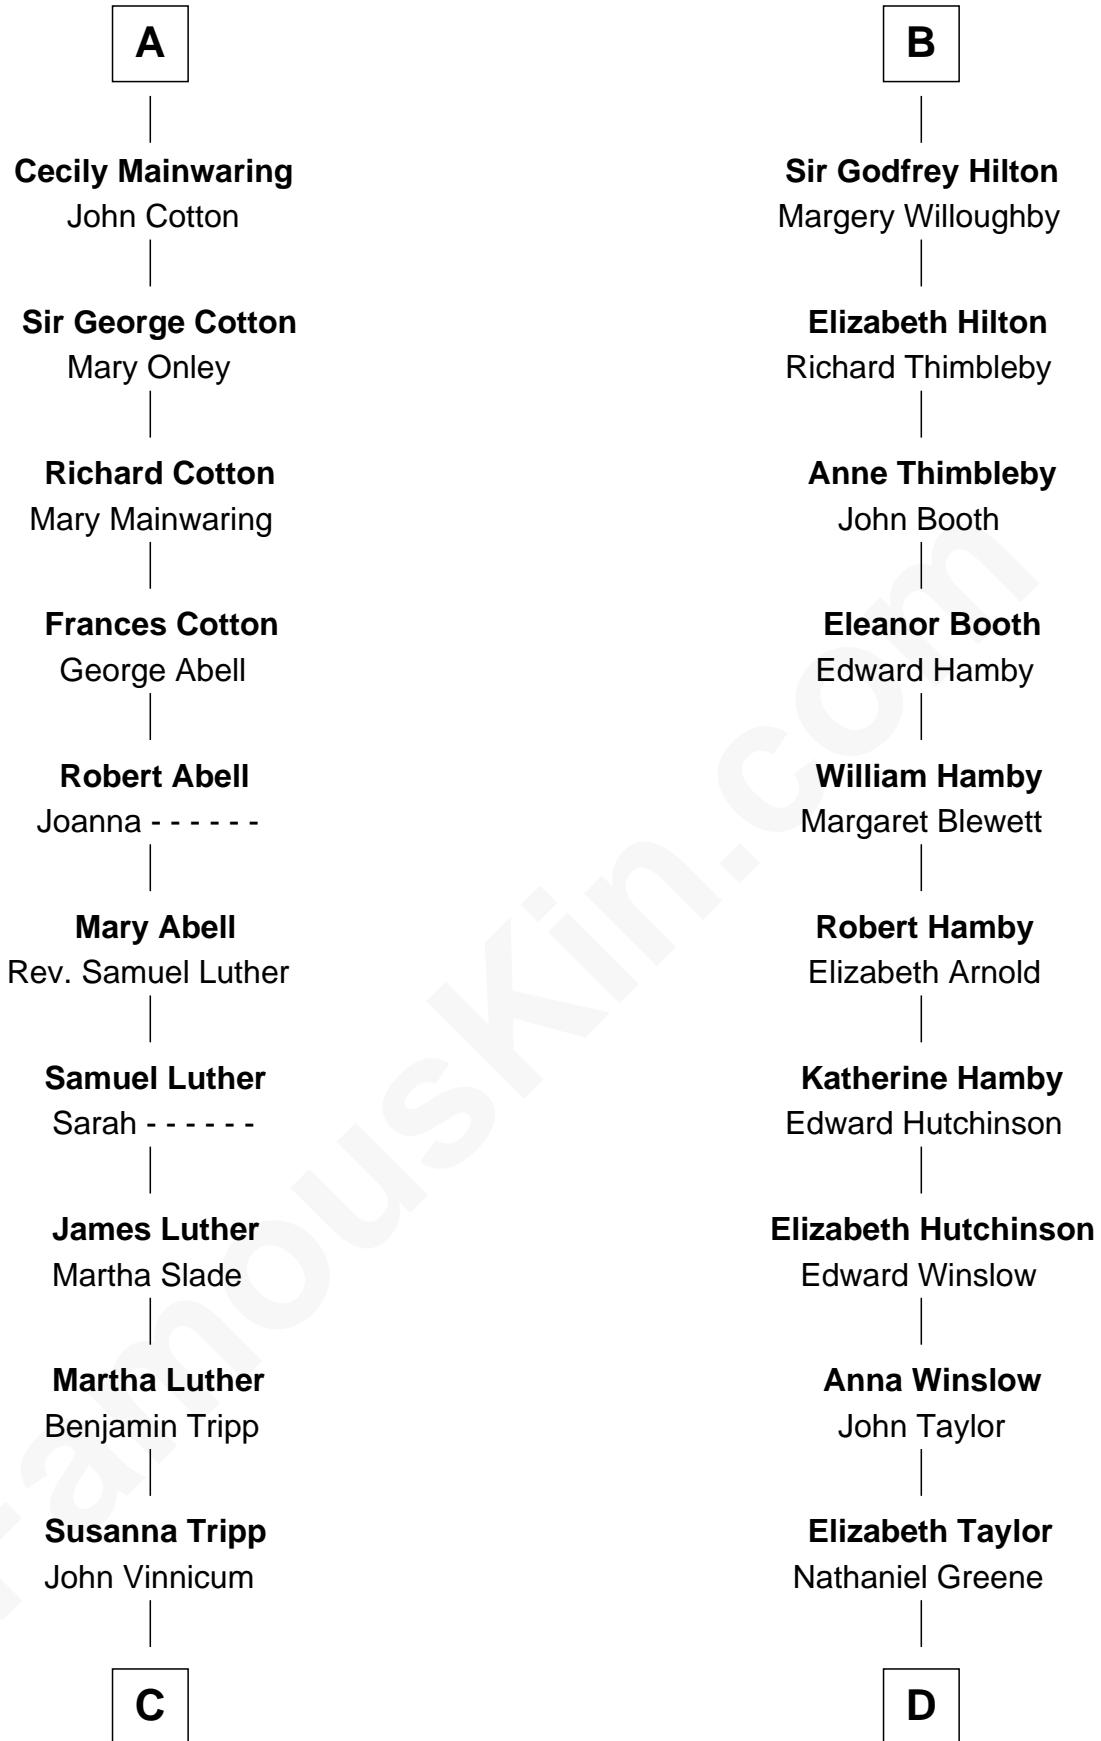 A
Cecily Mainwaring
John Cotton
Sir George Cotton
Mary Onley
Richard Cotton
Mary Mainwaring
Frances Cotton
George Abell
Robert Abell
Joanna - - - - - -
Mary Abell
Rev. Samuel Luther
Samuel Luther
Sarah - - - - - -
James Luther
Martha Slade
Martha Luther
Benjamin Tripp
Susanna Tripp
John Vinnicum
C
B
Sir Godfrey Hilton
Margery Willoughby
Elizabeth Hilton
Richard Thimbleby
Anne Thimbleby
John Booth
Eleanor Booth
Edward Hamby
William Hamby
Margaret Blewett
Robert Hamby
Elizabeth Arnold
Katherine Hamby
Edward Hutchinson
Elizabeth Hutchinson
Edward Winslow
Anna Winslow
John Taylor
Elizabeth Taylor
Nathaniel Greene
D
FamousKin.com